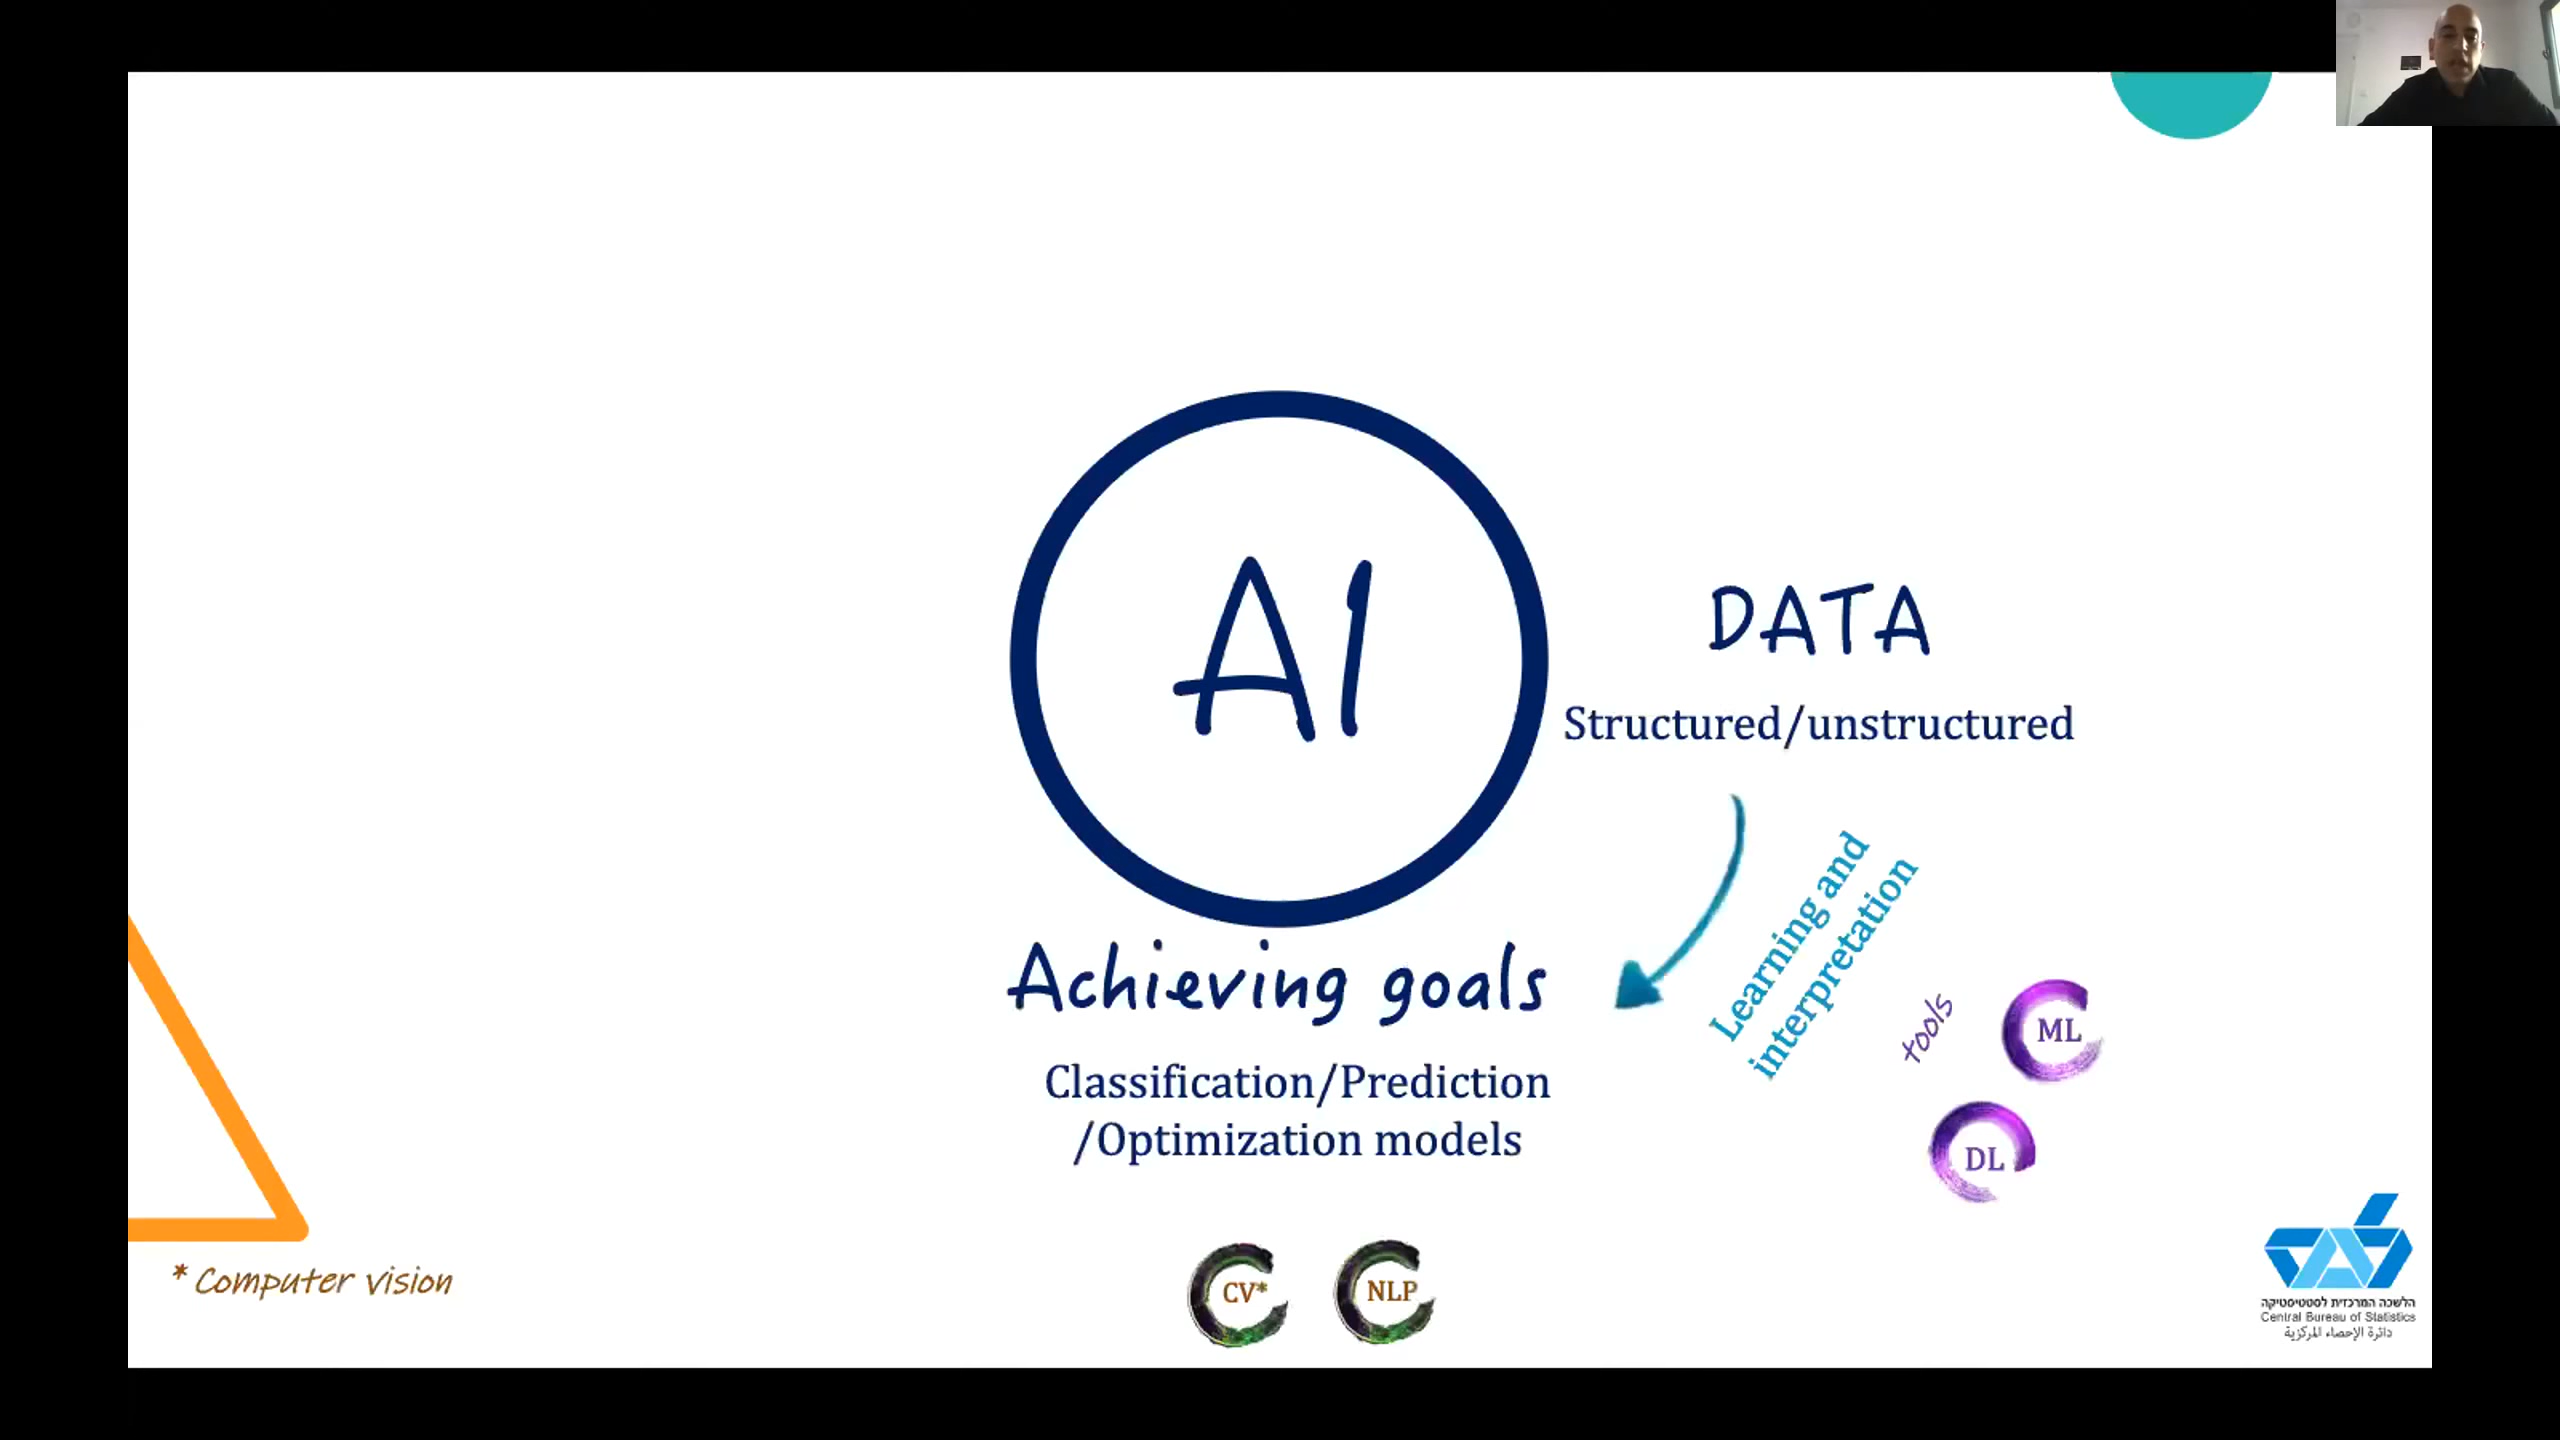 AI
DATA
Structured/unstructured
Learning and
interpretation
tools
ML
DL
Achieving goals
Classification/Prediction
/Optimization models
CV*
NLP
* Computer vision
הלשכה המרכזית לסטטיסטיקה
Central Bureau of Statistics
دائرة الإحصاء المركزية